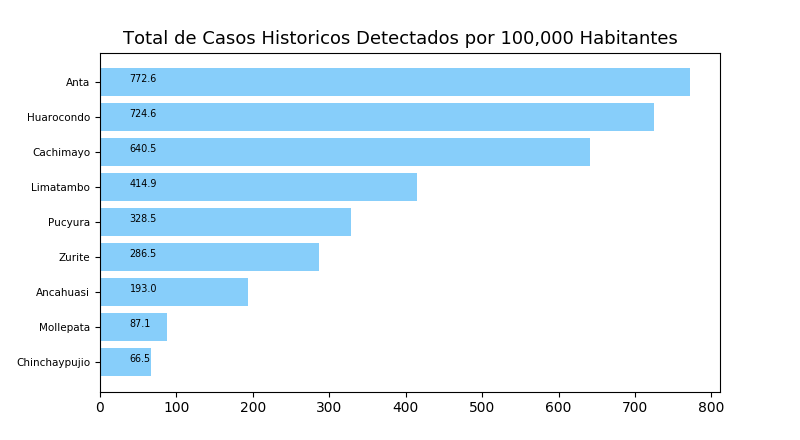 Total de Casos Historicos Detectados por 100,000 Habitantes
Anta 772.6
Huarocondo 724.6
Cachimayo 640.5
Limatambo 414.9
Pucyura 328.5
Zurite 286.5
Ancahuasi 193.0
Mollepata 87.1
Chinchaypujio 66.5
0 100 200 300 400 500 600 700 800